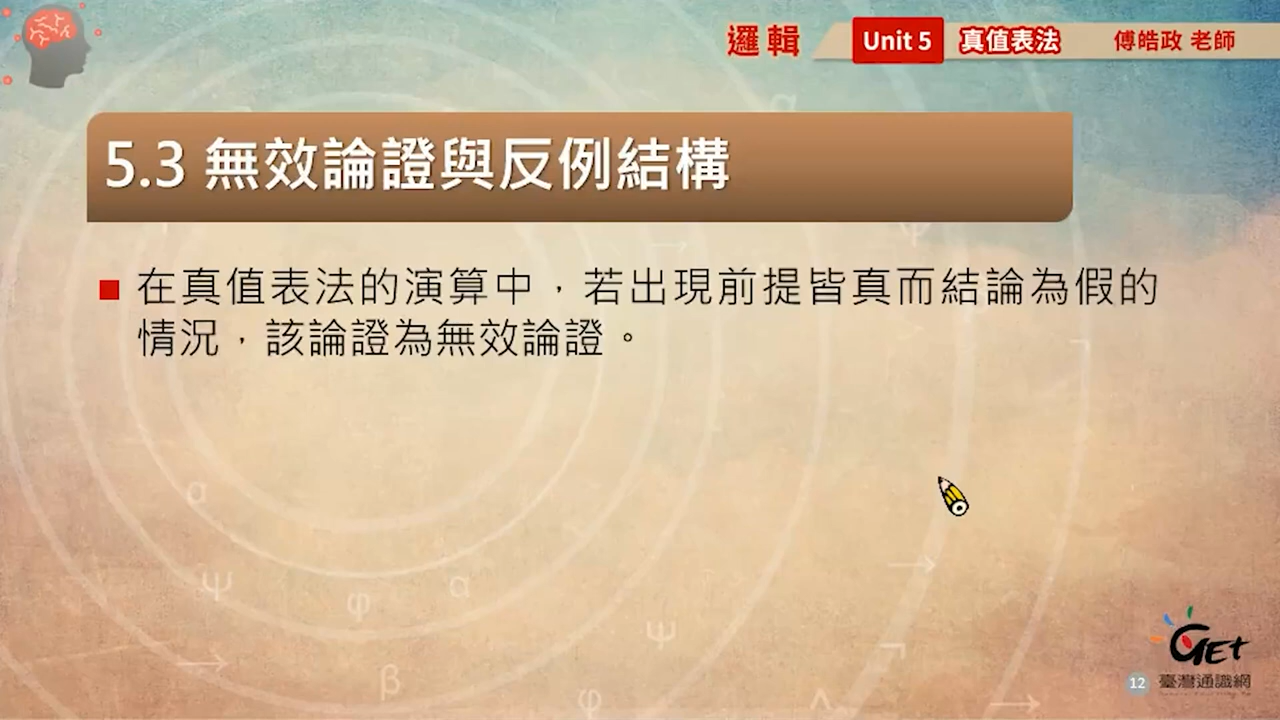 邏輯
Unit 5
真值表法
傅皓政 老師
5.3 無效論證與反例結構
在真值表法的演算中，若出現前提皆真而結論為假的
情況，該論證為無效論證。
GET
12
臺灣通識網